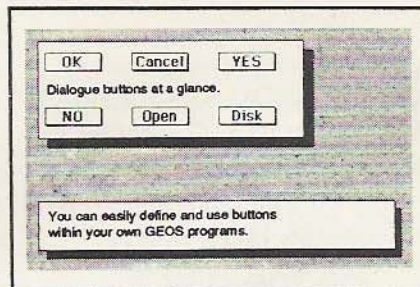 OK Cancel YES
Dialogue buttons at a glance.
NO Open Disk
You can easily define and use buttons
within your own GEOS programs.